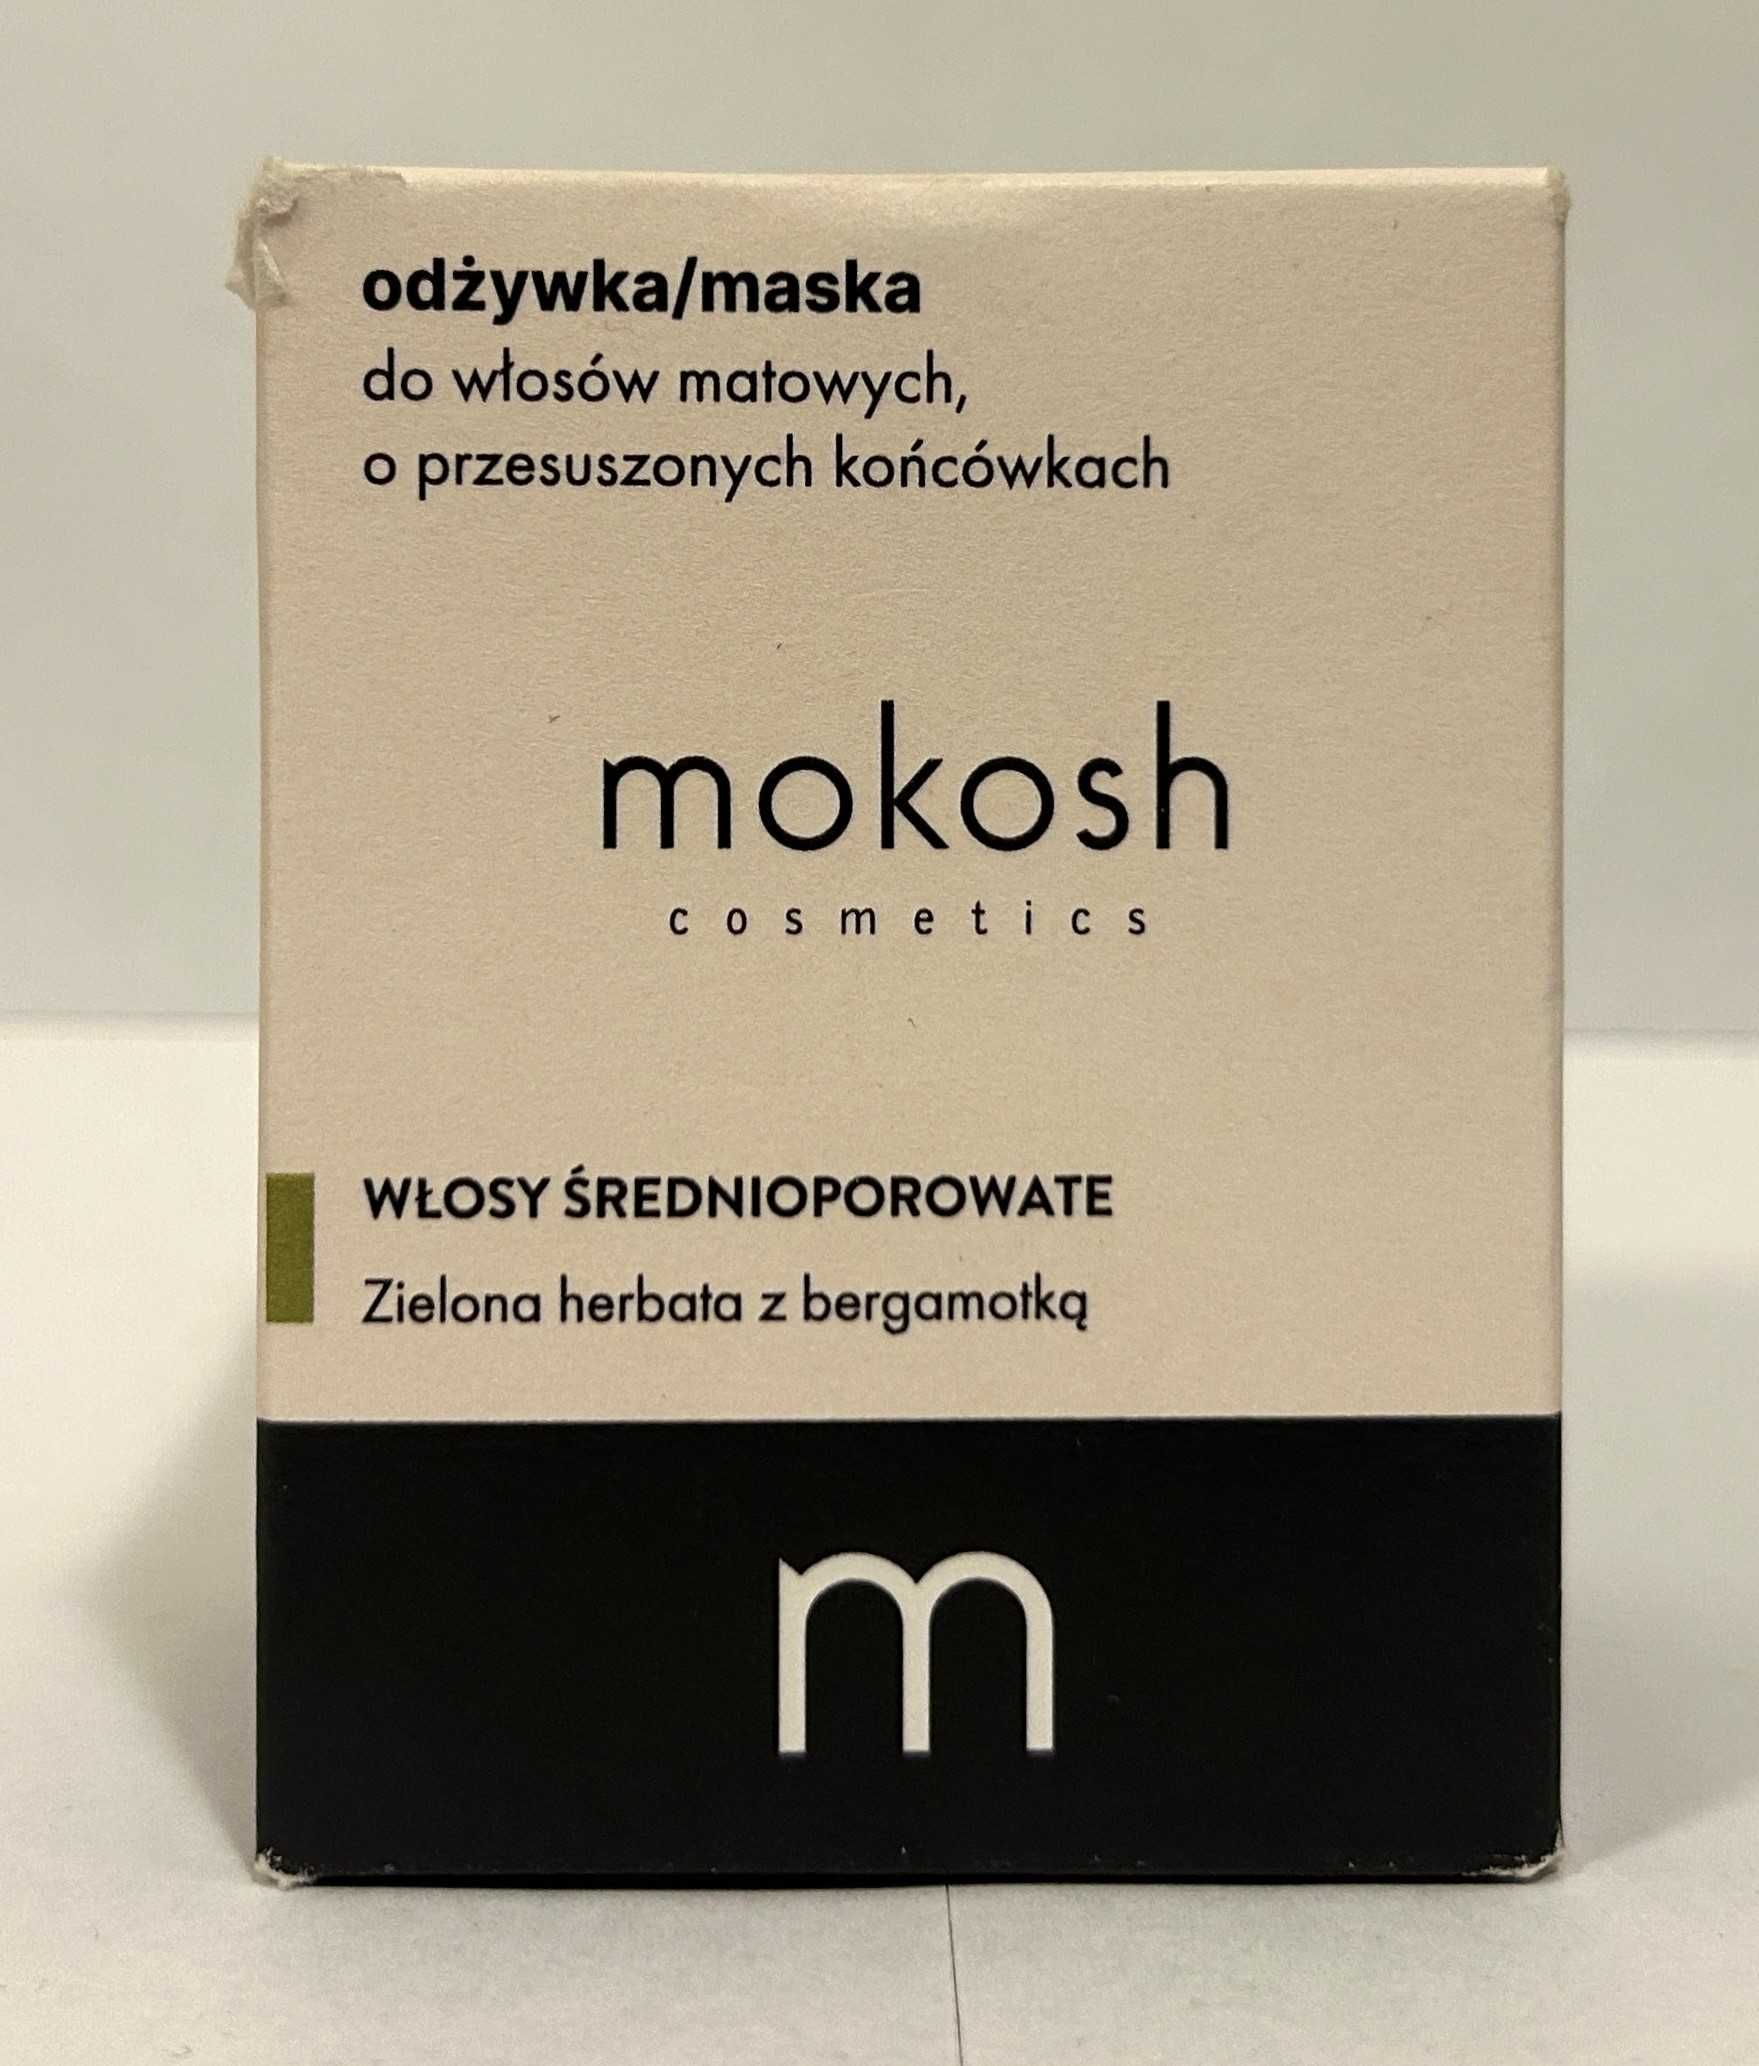 odżywka/maska
do włosów matowych,
o przesuszonych końcówkach
mokosh
cosmetics
WŁOSY ŚREDNIOPOROWATE
Zielona herbata z bergamotką
m